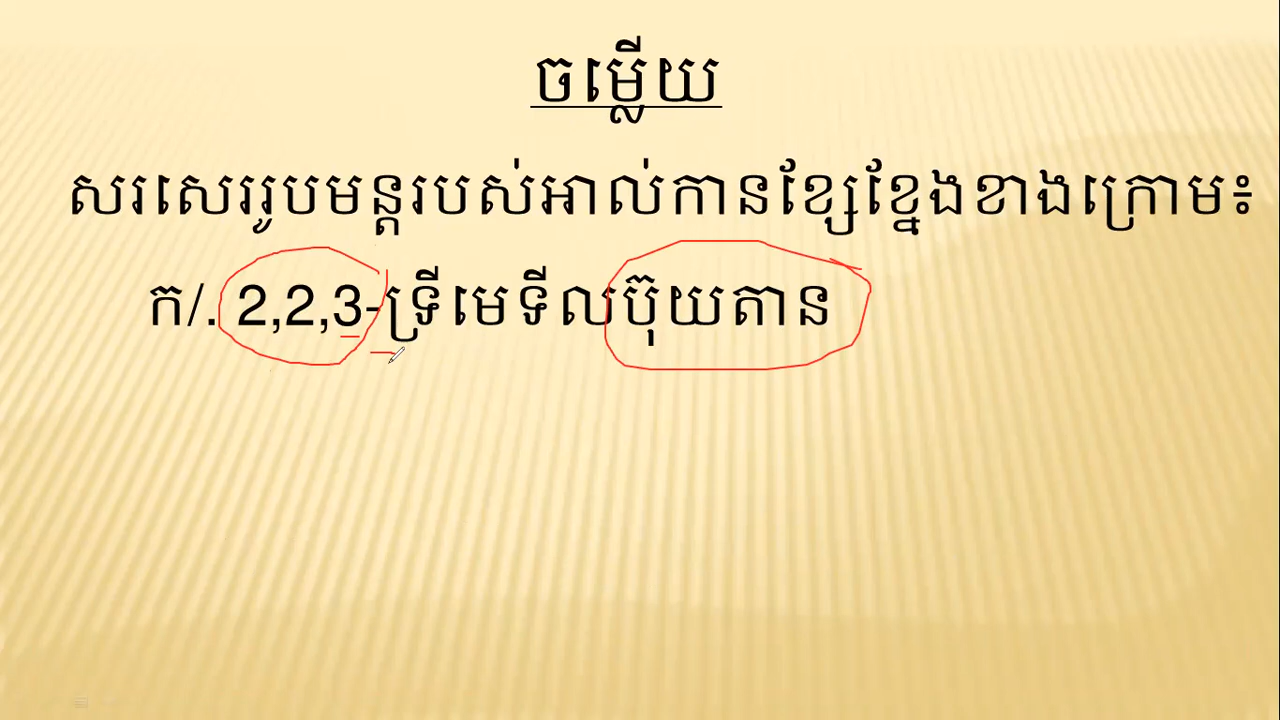 ចម្លើយ
សរសេររូបមន្តរបស់អាល់កានខ្សែខ្នែងខាងក្រោម៖
ក/. 2,2,3-ទ្រីមេទីលប៊ុយតាន